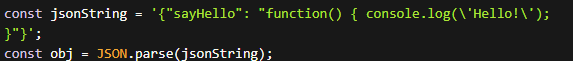 const jsonString = '{"sayHello": "function() { console.log(\'Hello!\');
}"}';
const obj = JSON.parse(jsonString);